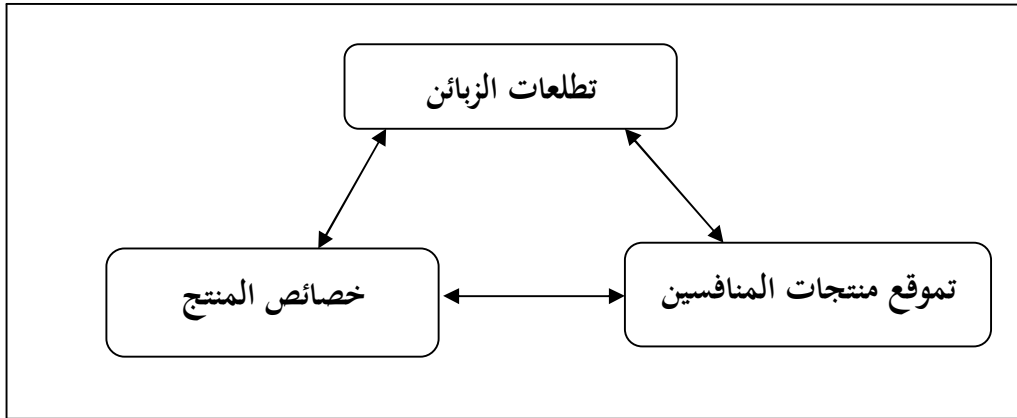 تطلعات الزبائن
تموقع منتجات المنافسين
خصائص المنتج